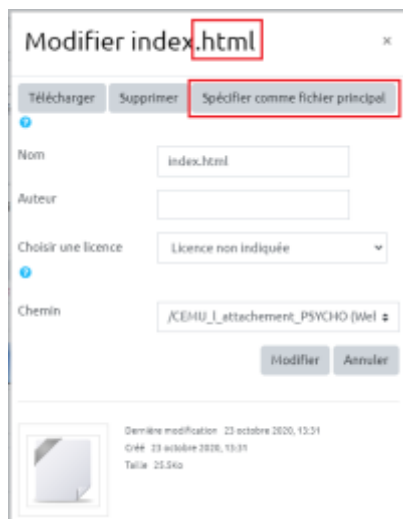 Modifier index.html ×
Télécharger Supprimer Spécifier comme fichier principal
Nom index.html
Auteur
Choisir une licence Licence non indiquée
Chemin /CEMU_l_attachement_PSYCHO (Wel
Modifier Annuler
Dernière modification 23 octobre 2020, 13:31
Créé 23 octobre 2020, 13:31
Taille 25.5Ko